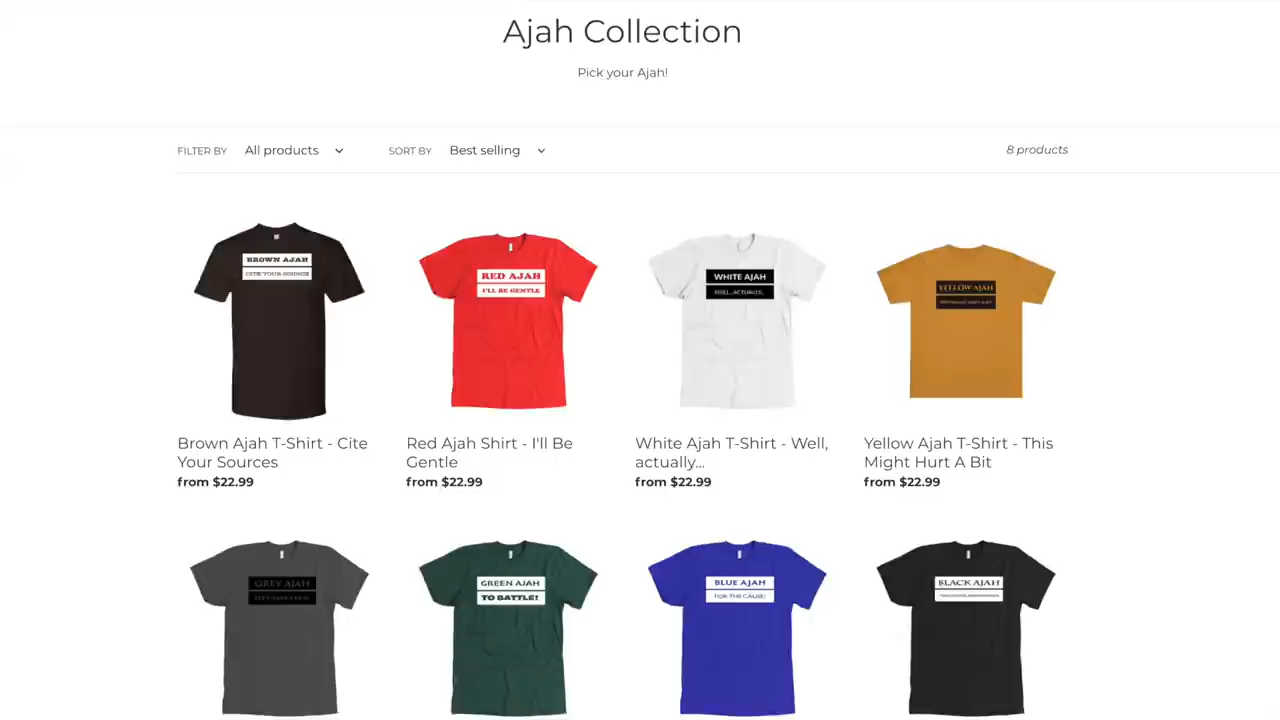 Ajah Collection
Pick your Ajah!
FILTER BY All products SORT BY Best selling 8 products
BROWN AJAH
CITE YOUR SOURCES
RED AJAH
I'LL BE GENTLE
WHITE AJAH
WELL, ACTUALLY...
YELLOW AJAH
Brown Ajah T-Shirt - Cite
Your Sources
from $22.99
Red Ajah Shirt - I'll Be
Gentle
from $22.99
White Ajah T-Shirt - Well,
actually...
from $22.99
Yellow Ajah T-Shirt - This
Might Hurt A Bit
from $22.99
GREY AJAH
GREEN AJAH
TO BATTLE!
BLUE AJAH
FOR THE CAUSE!
BLACK AJAH